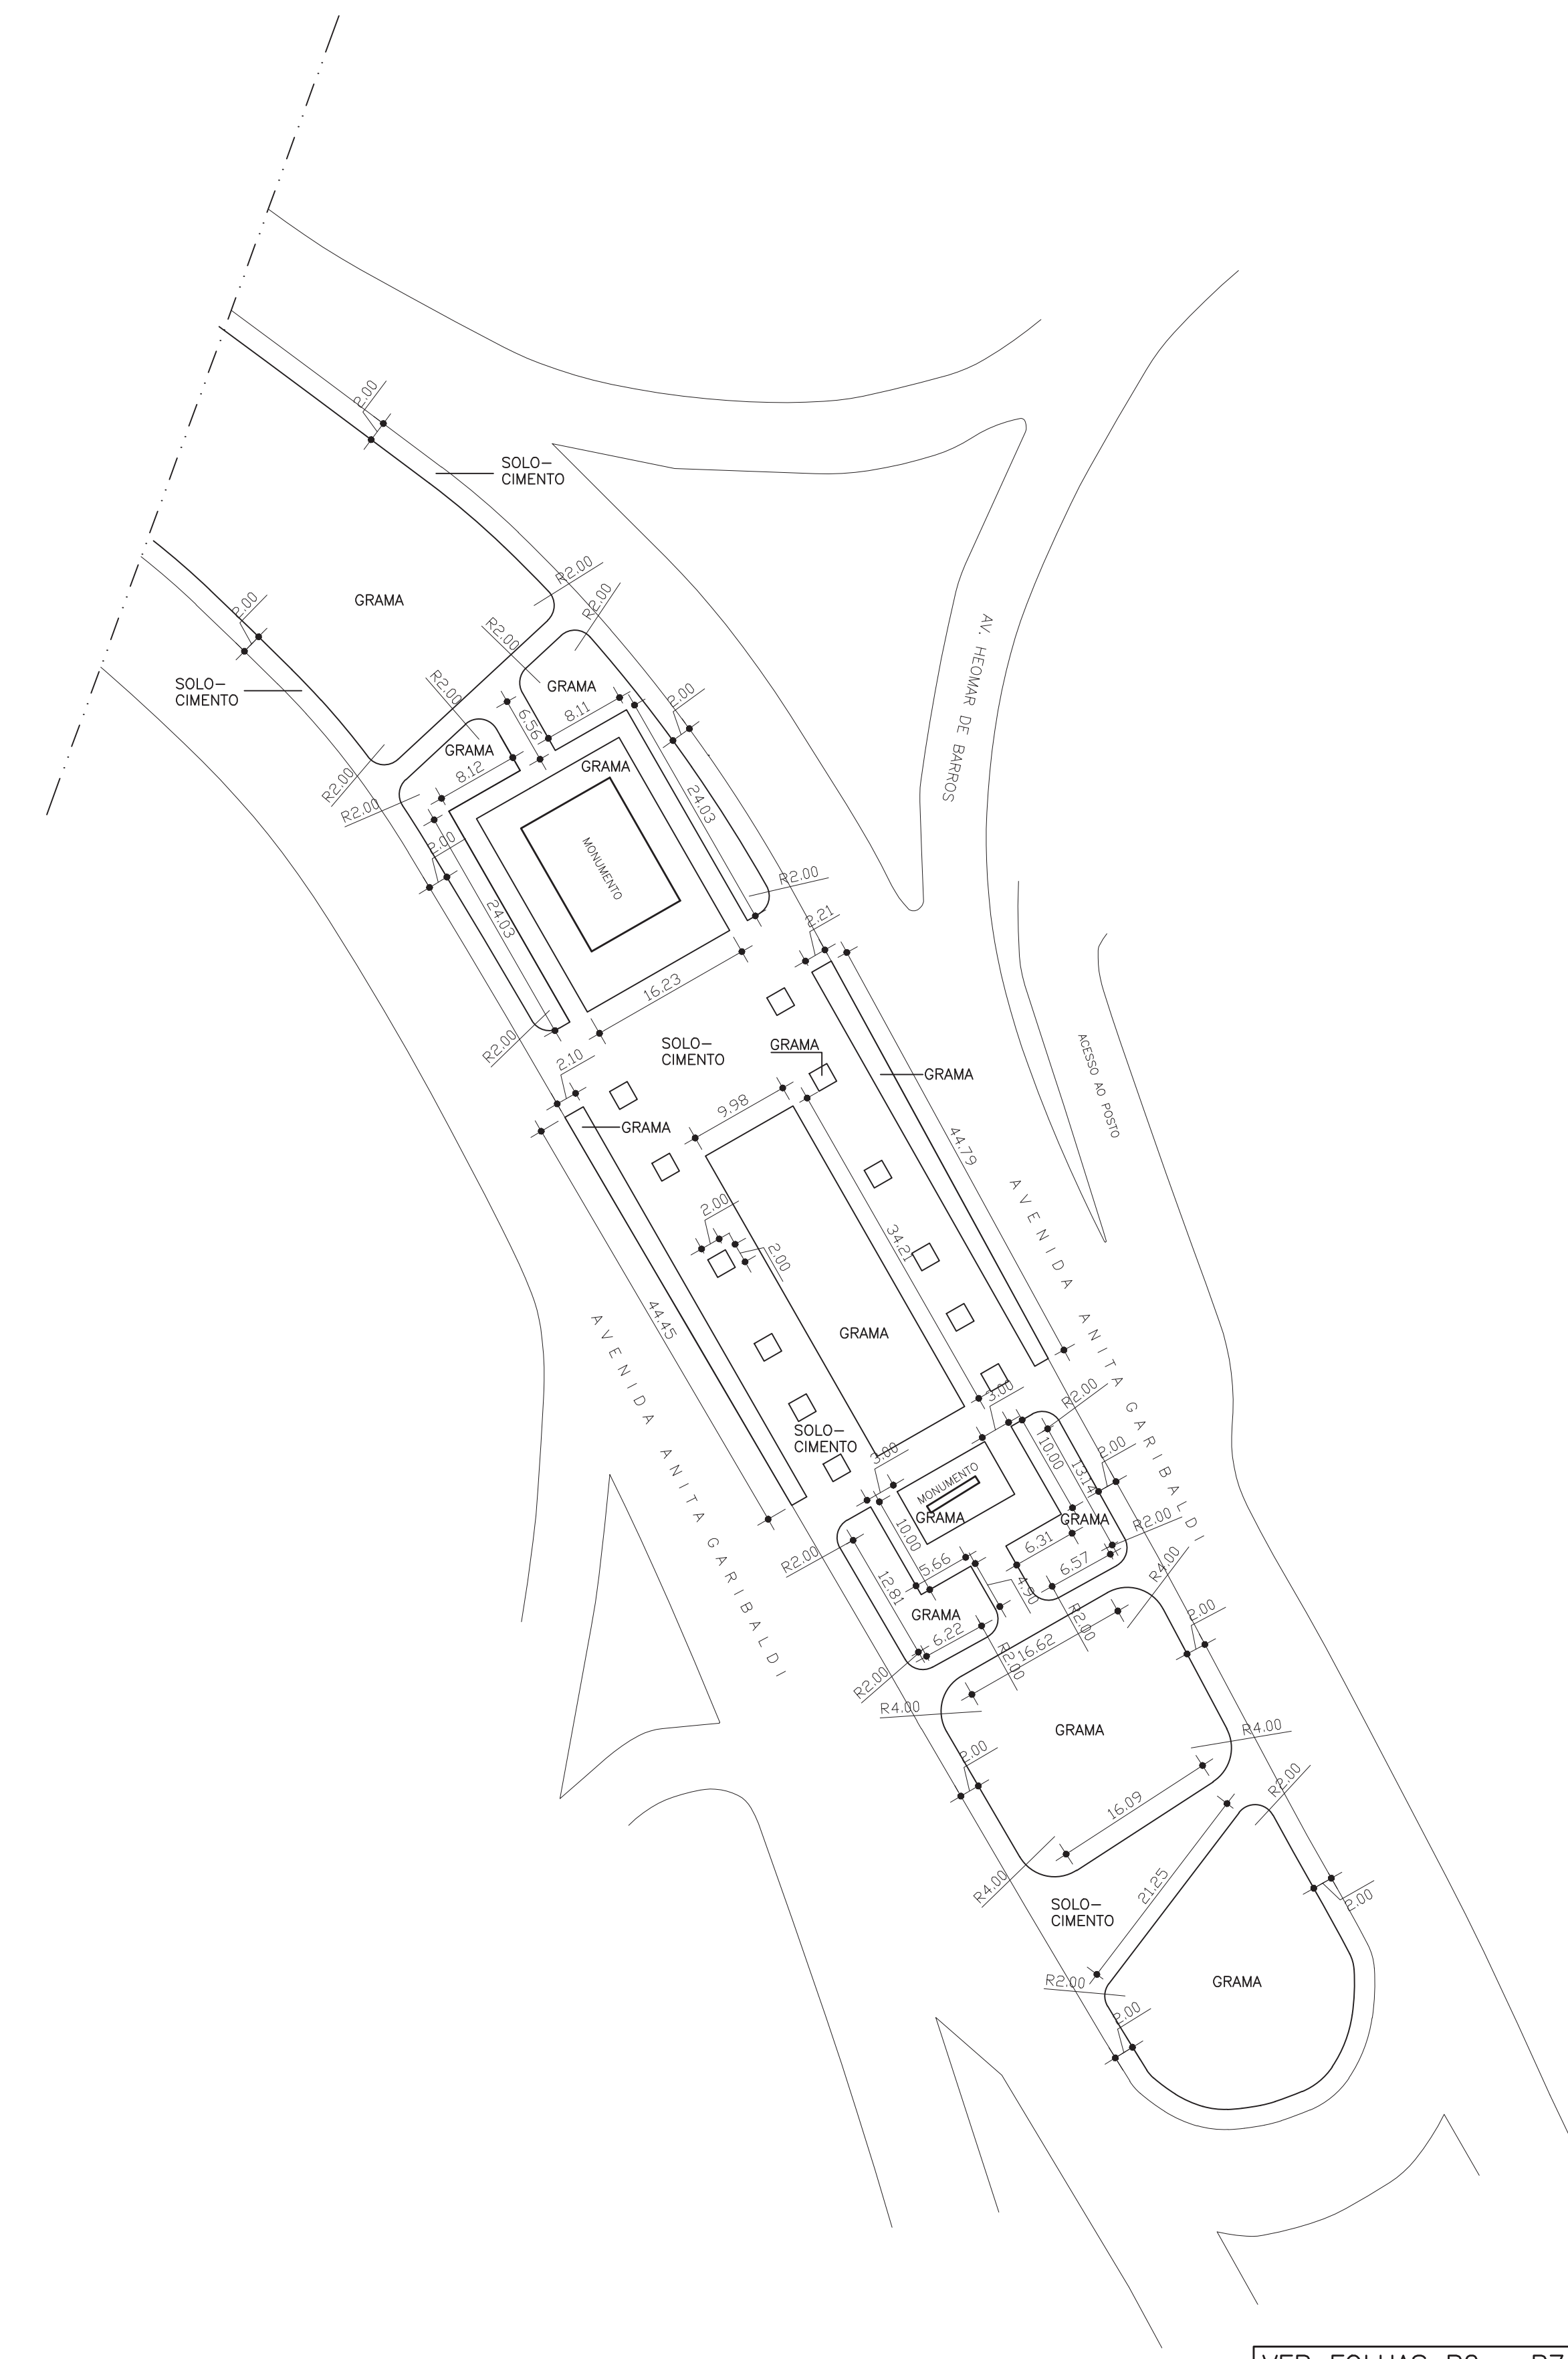 2.00
SOLO-
CIMENTO
R2.00
2.00
GRAMA
R2.00
R2.00
R2.00
SOLO-
CIMENTO
GRAMA
2.00
8.11
6.56
GRAMA
8.12
GRAMA
R2.00
R2.00
24.03
2.00
MONUMENTO
AV. HEOMAR DE BARROS
R2.00
24.03
2.21
16.23
R2.00
SOLO-
CIMENTO
GRAMA
2.10
GRAMA
ACESSO AO POSTO
9.98
GRAMA
44.79
2.00
2.00
34.21
44.45
GRAMA
AVENIDA ANITA GARIBALDI
AVENIDA ANITA GARIBALDI
3.00
R2.00
SOLO-
CIMENTO
3.00
10.00
2.00
13.14
MONUMENTO
GRAMA
GRAMA
R2.00
10.00
6.31
R2.00
5.66
6.57
R4.00
12.81
4.90
GRAMA
2.00
R2.00
6.22
16.62
R2.00
R2.00
R4.00
GRAMA
R4.00
2.00
R2.00
16.09
R4.00
21.25
2.00
SOLO-
CIMENTO
R2.00
GRAMA
2.00